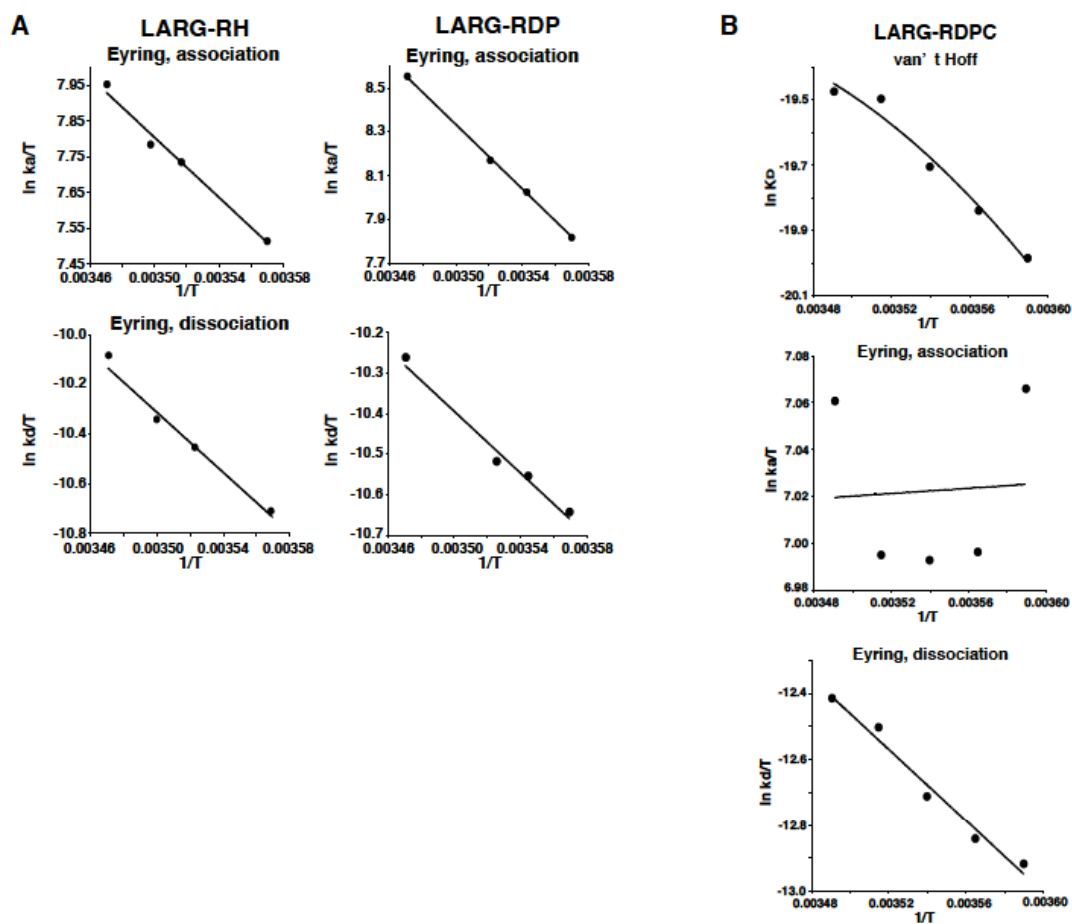 A
LARG-RH
Eyring, association
ln ka/T
7.95
7.85
7.75
7.65
7.55
7.45
0.00346 0.00350 0.00354 0.00358
1/T
LARG-RDP
Eyring, association
ln ka/T
8.5
8.3
8.1
7.9
7.7
0.00346 0.00350 0.00354 0.00358
1/T
Eyring, dissociation
ln kd/T
-10.0
-10.2
-10.4
-10.6
-10.8
0.00346 0.00350 0.00354 0.00358
1/T
ln kd/T
-10.2
-10.3
-10.4
-10.5
-10.6
-10.7
0.00346 0.00350 0.00354 0.00358
1/T
B
LARG-RDPC
van' t Hoff
ln KD
-19.5
-19.7
-19.9
-20.1
0.00348 0.00352 0.00356 0.00360
1/T
Eyring, association
ln ka/T
7.08
7.06
7.04
7.02
7.00
6.98
0.00348 0.00352 0.00356 0.00360
1/T
Eyring, dissociation
ln kd/T
-12.4
-12.6
-12.8
-13.0
0.00348 0.00352 0.00356 0.00360
1/T